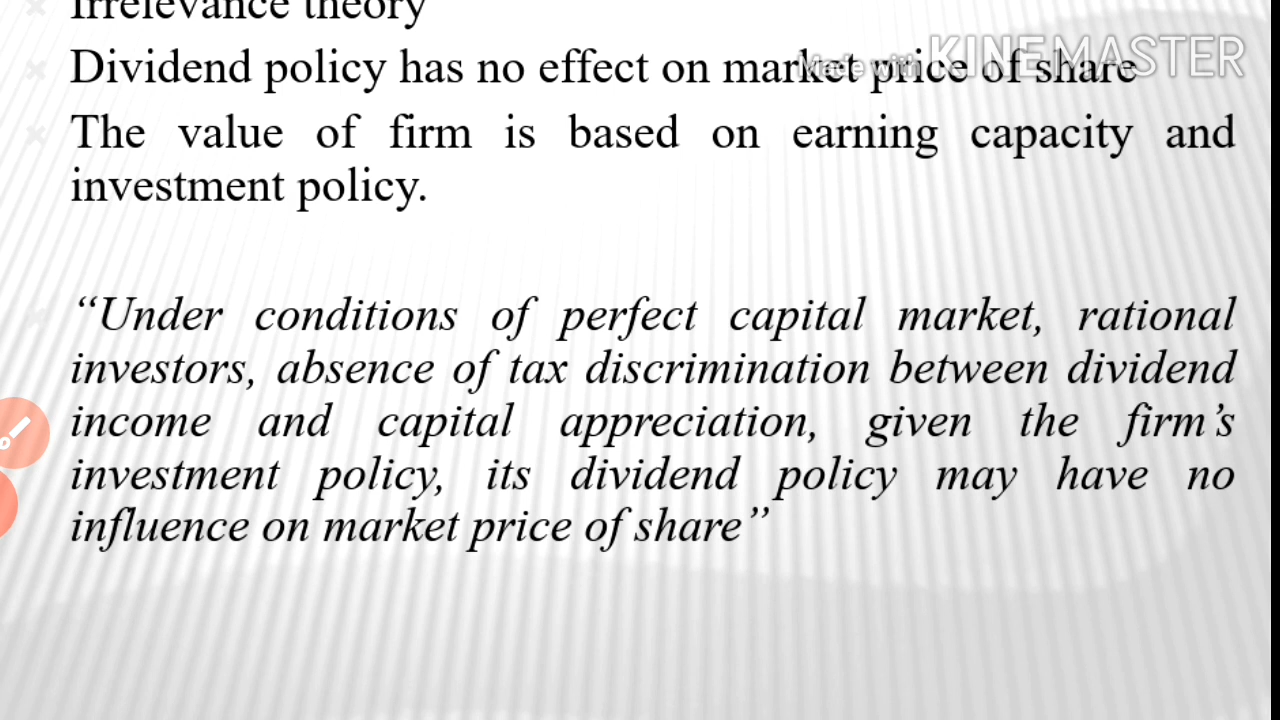 Irrelevance theory
Dividend policy has no effect on market price of share
Made with KINEMASTER
The value of firm is based on earning capacity and
investment policy.
“Under conditions of perfect capital market, rational
investors, absence of tax discrimination between dividend
income and capital appreciation, given the firm’s
investment policy, its dividend policy may have no
influence on market price of share”